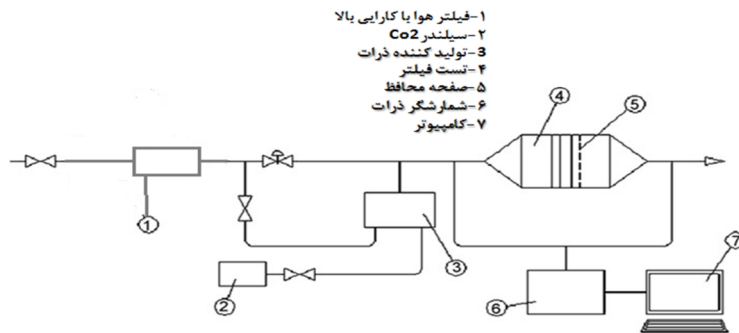 ۱-فیلتر هوا با کارایی بالا
۲-سیلندر Co2
3-تولید کننده ذرات
۴-تست فیلتر
۵-صفحه محافظ
۶-شمارشگر ذرات
۷-کامپیوتر
4
5
1
2
3
6
7